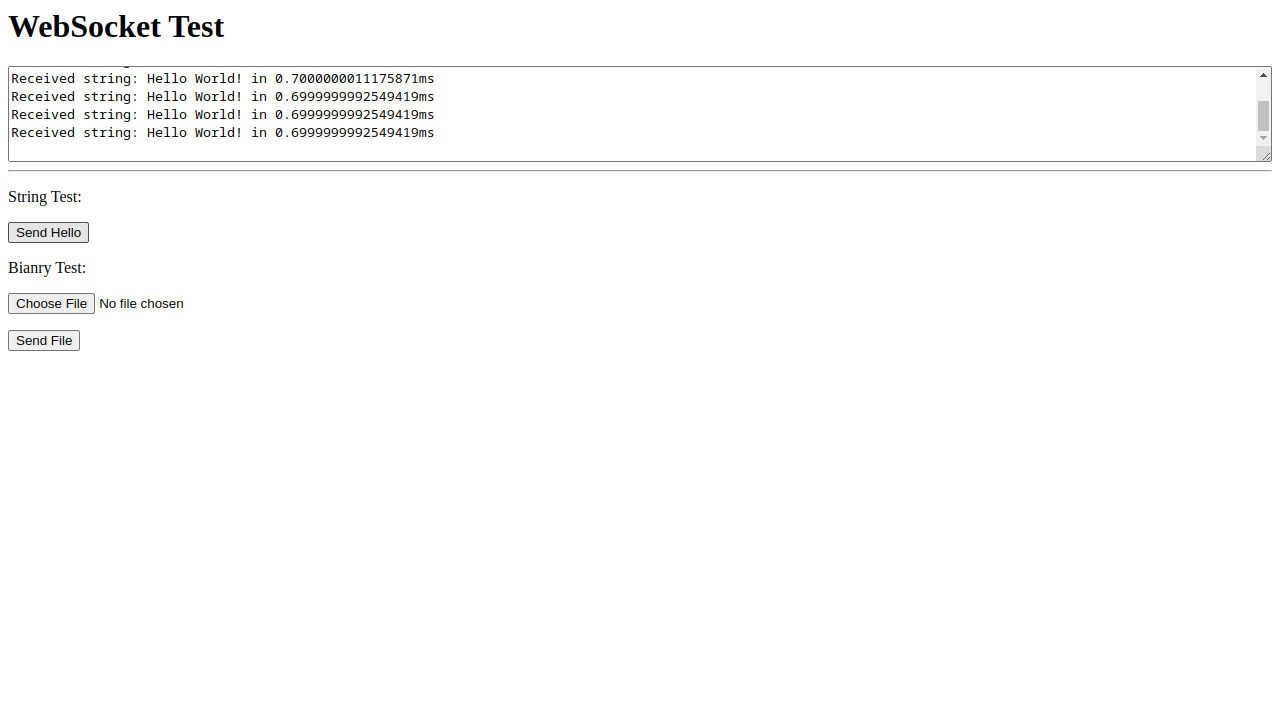 WebSocket Test
Received string: Hello World! in 0.7000000011175871ms
Received string: Hello World! in 0.6999999992549419ms
Received string: Hello World! in 0.6999999992549419ms
Received string: Hello World! in 0.6999999992549419ms
String Test:
Send Hello
Bianry Test:
Choose File No file chosen
Send File